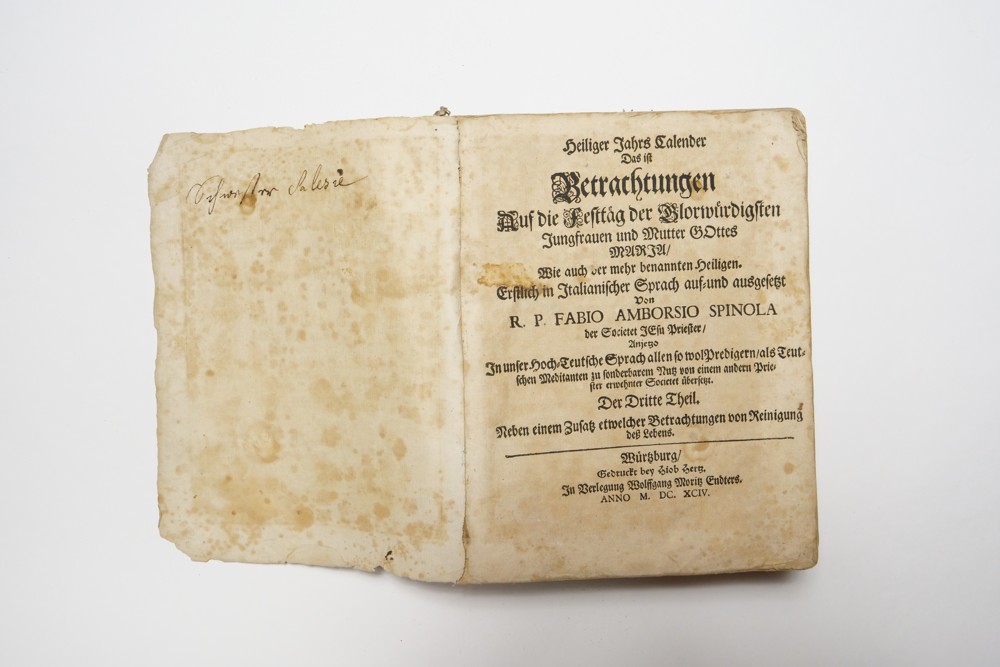 Schwester Salesie
Heiliger Jahrs Calender
Das ist
Betrachtungen
Auf die Festtäg der Glorwürdigsten
Jungfrauen und Mutter GOttes
MARJA/
Wie auch der mehr benannten Heiligen.
Erstlich in Italianischer Sprach auf-und ausgesetzt
Von
R. P. FABIO AMBORSIO SPINOLA
der Societet JEsu Priester/
Anjetzo
In unser Hoch-Teutsche Sprach allen so wol Predigern/als Teut-
schen Meditanten zu sonderbarem Nutz von einem andern Prie-
ster erwehnter Societet übersetzt.
Der Dritte Theil.
Neben einem Zusatz etwelcher Betrachtungen von Reinigung
deß Lebens.
Würtzburg/
Gedruckt bey Hiob Hertz,
In Verlegung Wolffgang Moritz Endters.
ANNO M. DC. XCIV.